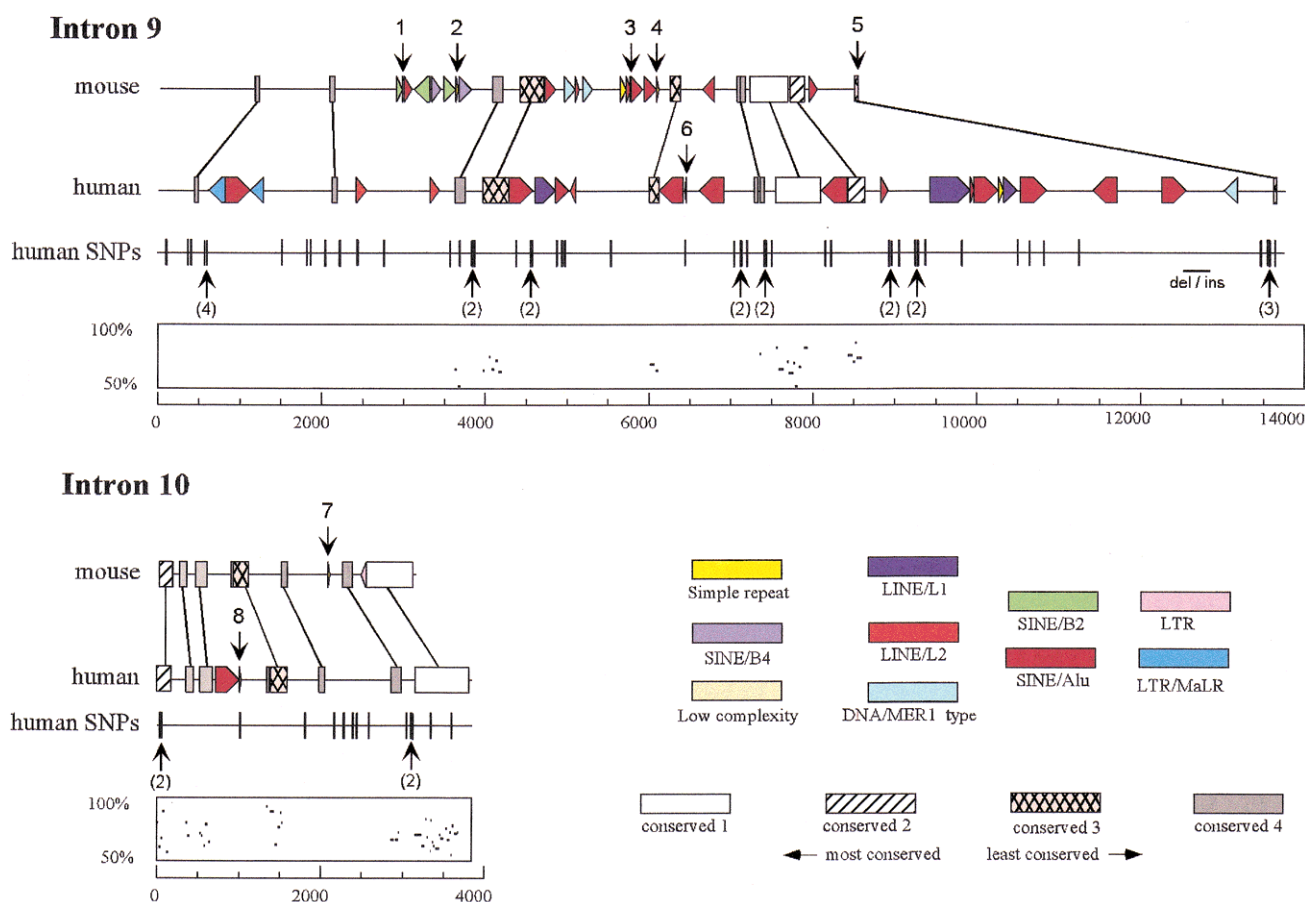 Intron 9
1 2 3 4 5
mouse
6
human
human SNPs
del / ins
(4) (2) (2) (2) (2) (2) (2) (3)
100%
50%
0 2000 4000 6000 8000 10000 12000 14000
Intron 10
7
mouse
8
human
human SNPs
(2) (2)
100%
50%
0 2000 4000
Simple repeat
LINE/L1
SINE/B2
LTR
SINE/B4
LINE/L2
SINE/Alu
LTR/MaLR
Low complexity
DNA/MER1 type
conserved 1
conserved 2
conserved 3
conserved 4
most conserved
least conserved